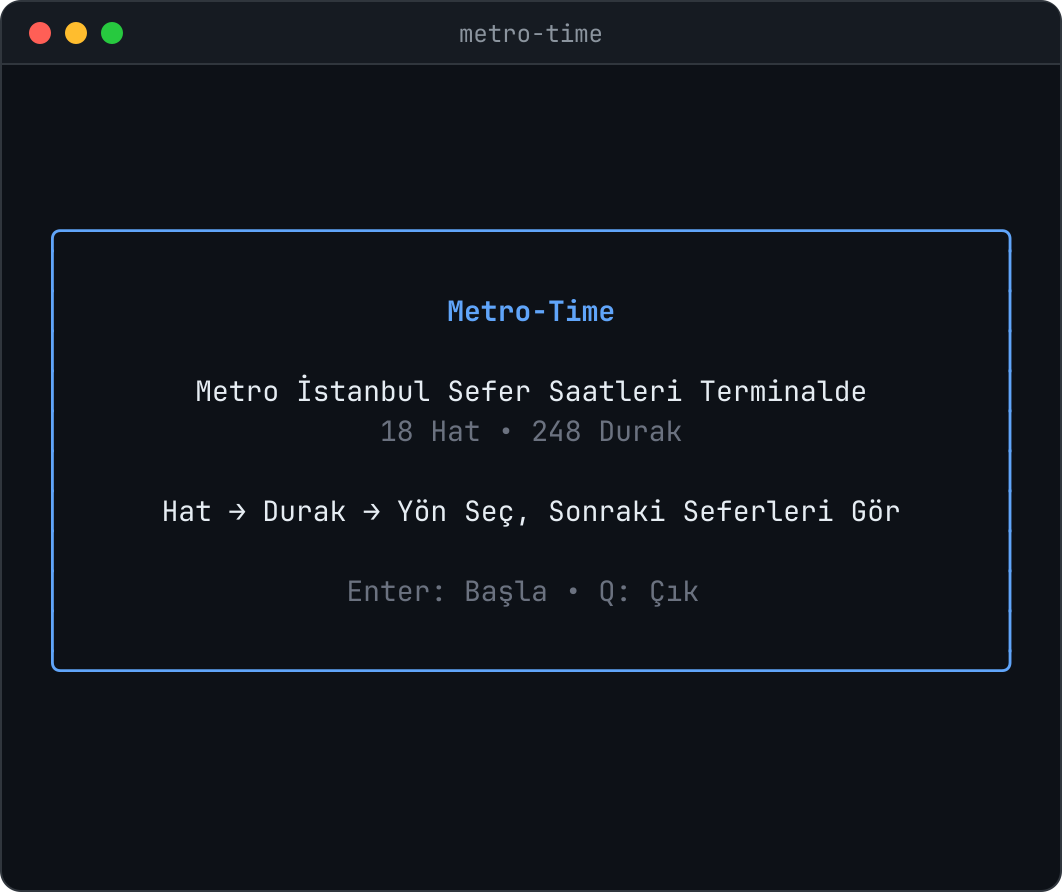 metro-time
Metro-Time
Metro İstanbul Sefer Saatleri Terminalde
18 Hat • 248 Durak
Hat → Durak → Yön Seç, Sonraki Seferleri Gör
Enter: Başla • Q: Çık